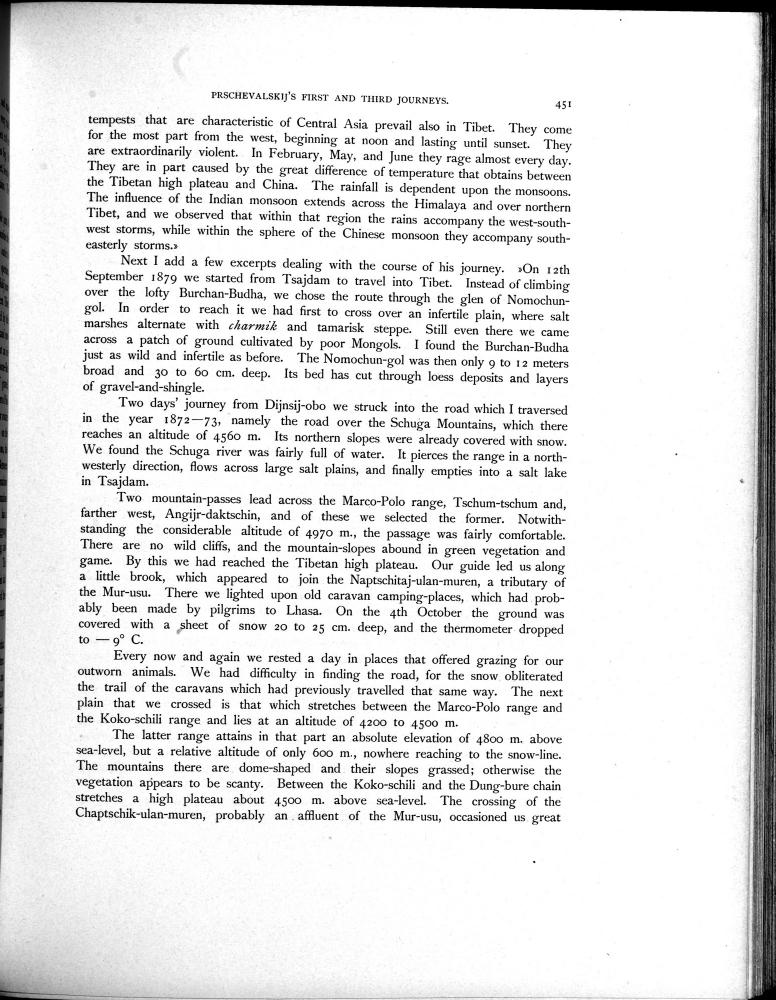 PRSCHEVALSKIJ'S FIRST AND THIRD JOURNEYS. 451
tempests that are characteristic of Central Asia prevail also in Tibet. They come
for the most part from the west, beginning at noon and lasting until sunset. They
are extraordinarily violent. In February, May, and June they rage almost every day.
They are in part caused by the great difference of temperature that obtains between
the Tibetan high plateau and China. The rainfall is dependent upon the monsoons.
The influence of the Indian monsoon extends across the Himalaya and over northern
Tibet, and we observed that within that region the rains accompany the west-south-
west storms, while within the sphere of the Chinese monsoon they accompany south-
easterly storms.»
Next I add a few excerpts dealing with the course of his journey. »On 12th
September 1879 we started from Tsajdam to travel into Tibet. Instead of climbing
over the lofty Burchan-Budha, we chose the route through the glen of Nomochun-
gol. In order to reach it we had first to cross over an infertile plain, where salt
marshes alternate with charmik and tamarisk steppe. Still even there we came
across a patch of ground cultivated by poor Mongols. I found the Burchan-Budha
just as wild and infertile as before. The Nomochun-gol was then only 9 to 12 meters
broad and 30 to 60 cm. deep. Its bed has cut through loess deposits and layers
of gravel-and-shingle.
Two days' journey from Dijnsij-obo we struck into the road which I traversed
in the year 1872—73, namely the road over the Schuga Mountains, which there
reaches an altitude of 4560 m. Its northern slopes were already covered with snow.
We found the Schuga river was fairly full of water. It pierces the range in a north-
westerly direction, flows across large salt plains, and finally empties into a salt lake
in Tsajdam.
Two mountain-passes lead across the Marco-Polo range, Tschum-tschum and,
farther west, Angijr-daktschin, and of these we selected the former. Notwith-
standing the considerable altitude of 4970 m., the passage was fairly comfortable.
There are no wild cliffs, and the mountain-slopes abound in green vegetation and
game. By this we had reached the Tibetan high plateau. Our guide led us along
a little brook, which appeared to join the Naptschitaj-ulan-muren, a tributary of
the Mur-usu. There we lighted upon old caravan camping-places, which had prob-
ably been made by pilgrims to Lhasa. On the 4th October the ground was
covered with a sheet of snow 20 to 25 cm. deep, and the thermometer dropped
to — 9° C.
Every now and again we rested a day in places that offered grazing for our
outworn animals. We had difficulty in finding the road, for the snow obliterated
the trail of the caravans which had previously travelled that same way. The next
plain that we crossed is that which stretches between the Marco-Polo range and
the Koko-schili range and lies at an altitude of 4200 to 4500 m.
The latter range attains in that part an absolute elevation of 4800 m. above
sea-level, but a relative altitude of only 600 m., nowhere reaching to the snow-line.
The mountains there are dome-shaped and their slopes grassed; otherwise the
vegetation appears to be scanty. Between the Koko-schili and the Dung-bure chain
stretches a high plateau about 4500 m. above sea-level. The crossing of the
Chaptschik-ulan-muren, probably an affluent of the Mur-usu, occasioned us great